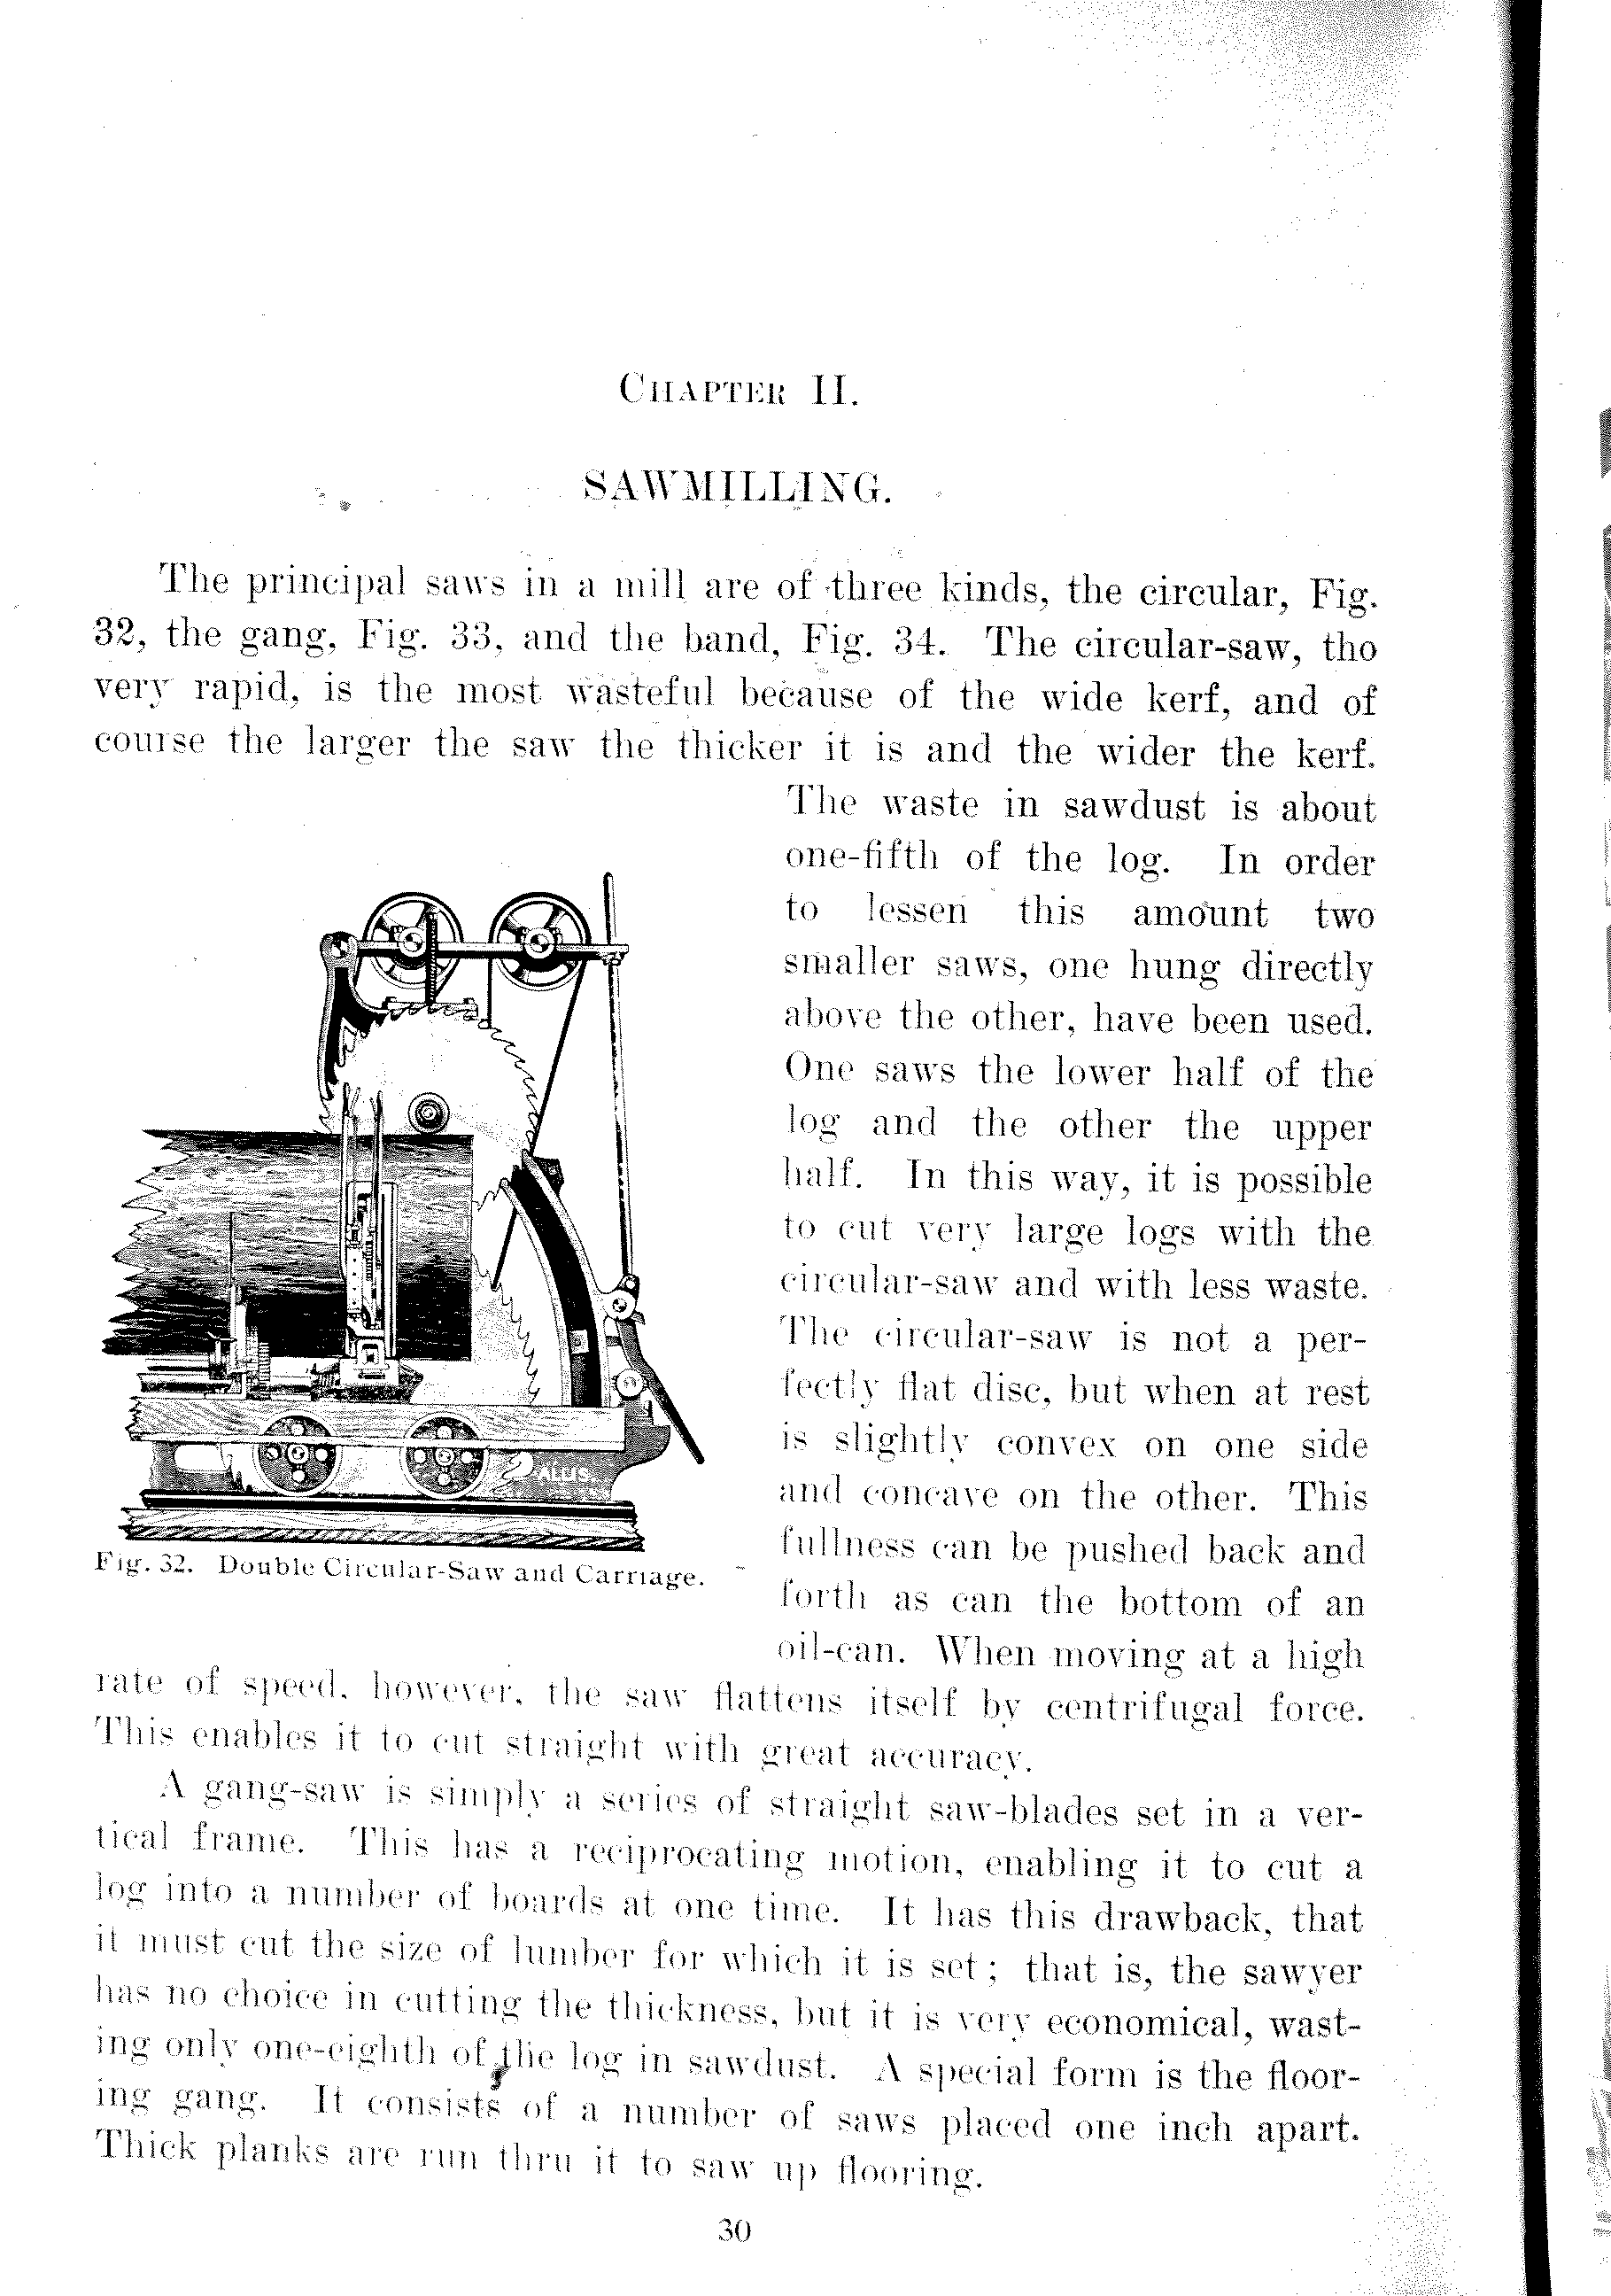 CHAPTER II.
SAWMILLING.
The principal saws in a mill are of three kinds, the circular, Fig.
32, the gang, Fig. 33, and the band, Fig. 34. The circular-saw, tho
very rapid, is the most wasteful because of the wide kerf, and of
course the larger the saw the thicker it is and the wider the kerf.
The waste in sawdust is about
one-fifth of the log. In order
to lessen this amount two
smaller saws, one hung directly
above the other, have been used.
One saws the lower half of the
log and the other the upper
half. In this way, it is possible
to cut very large logs with the
circular-saw and with less waste.
The circular-saw is not a per-
fectly flat disc, but when at rest
is slightly convex on one side
and concave on the other. This
fullness can be pushed back and
forth as can the bottom of an
oil-can. When moving at a high
ALLIS.
Fig. 32. Double Circular-Saw and Carriage.
rate of speed, however, the saw flattens itself by centrifugal force.
This enables it to cut straight with great accuracy.
A gang-saw is simply a series of straight saw-blades set in a ver-
tical frame. This has a reciprocating motion, enabling it to cut a
log into a number of boards at one time. It has this drawback, that
it must cut the size of lumber for which it is set; that is, the sawyer
has no choice in cutting the thickness, but it is very economical, wast-
ing only one-eighth of the log in sawdust. A special form is the floor-
ing gang. It consists of a number of saws placed one inch apart.
Thick planks are run thru it to saw up flooring.
30